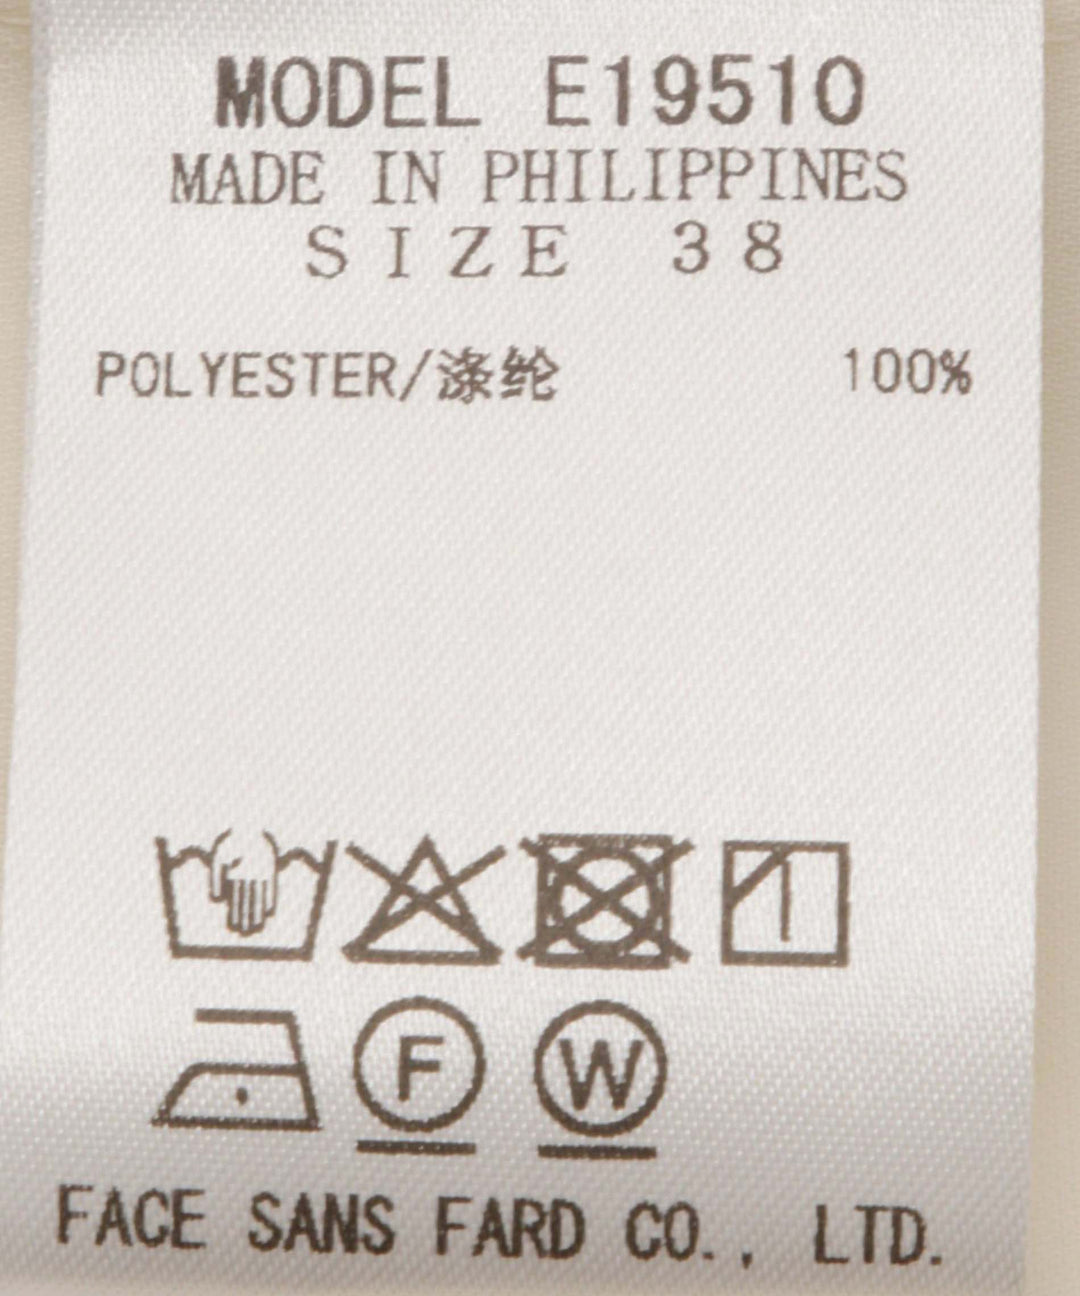 MODEL E19510
MADE IN PHILIPPINES
SIZE 38
POLYESTER/涤纶 100%
F W
FACE SANS FARD CO., LTD.